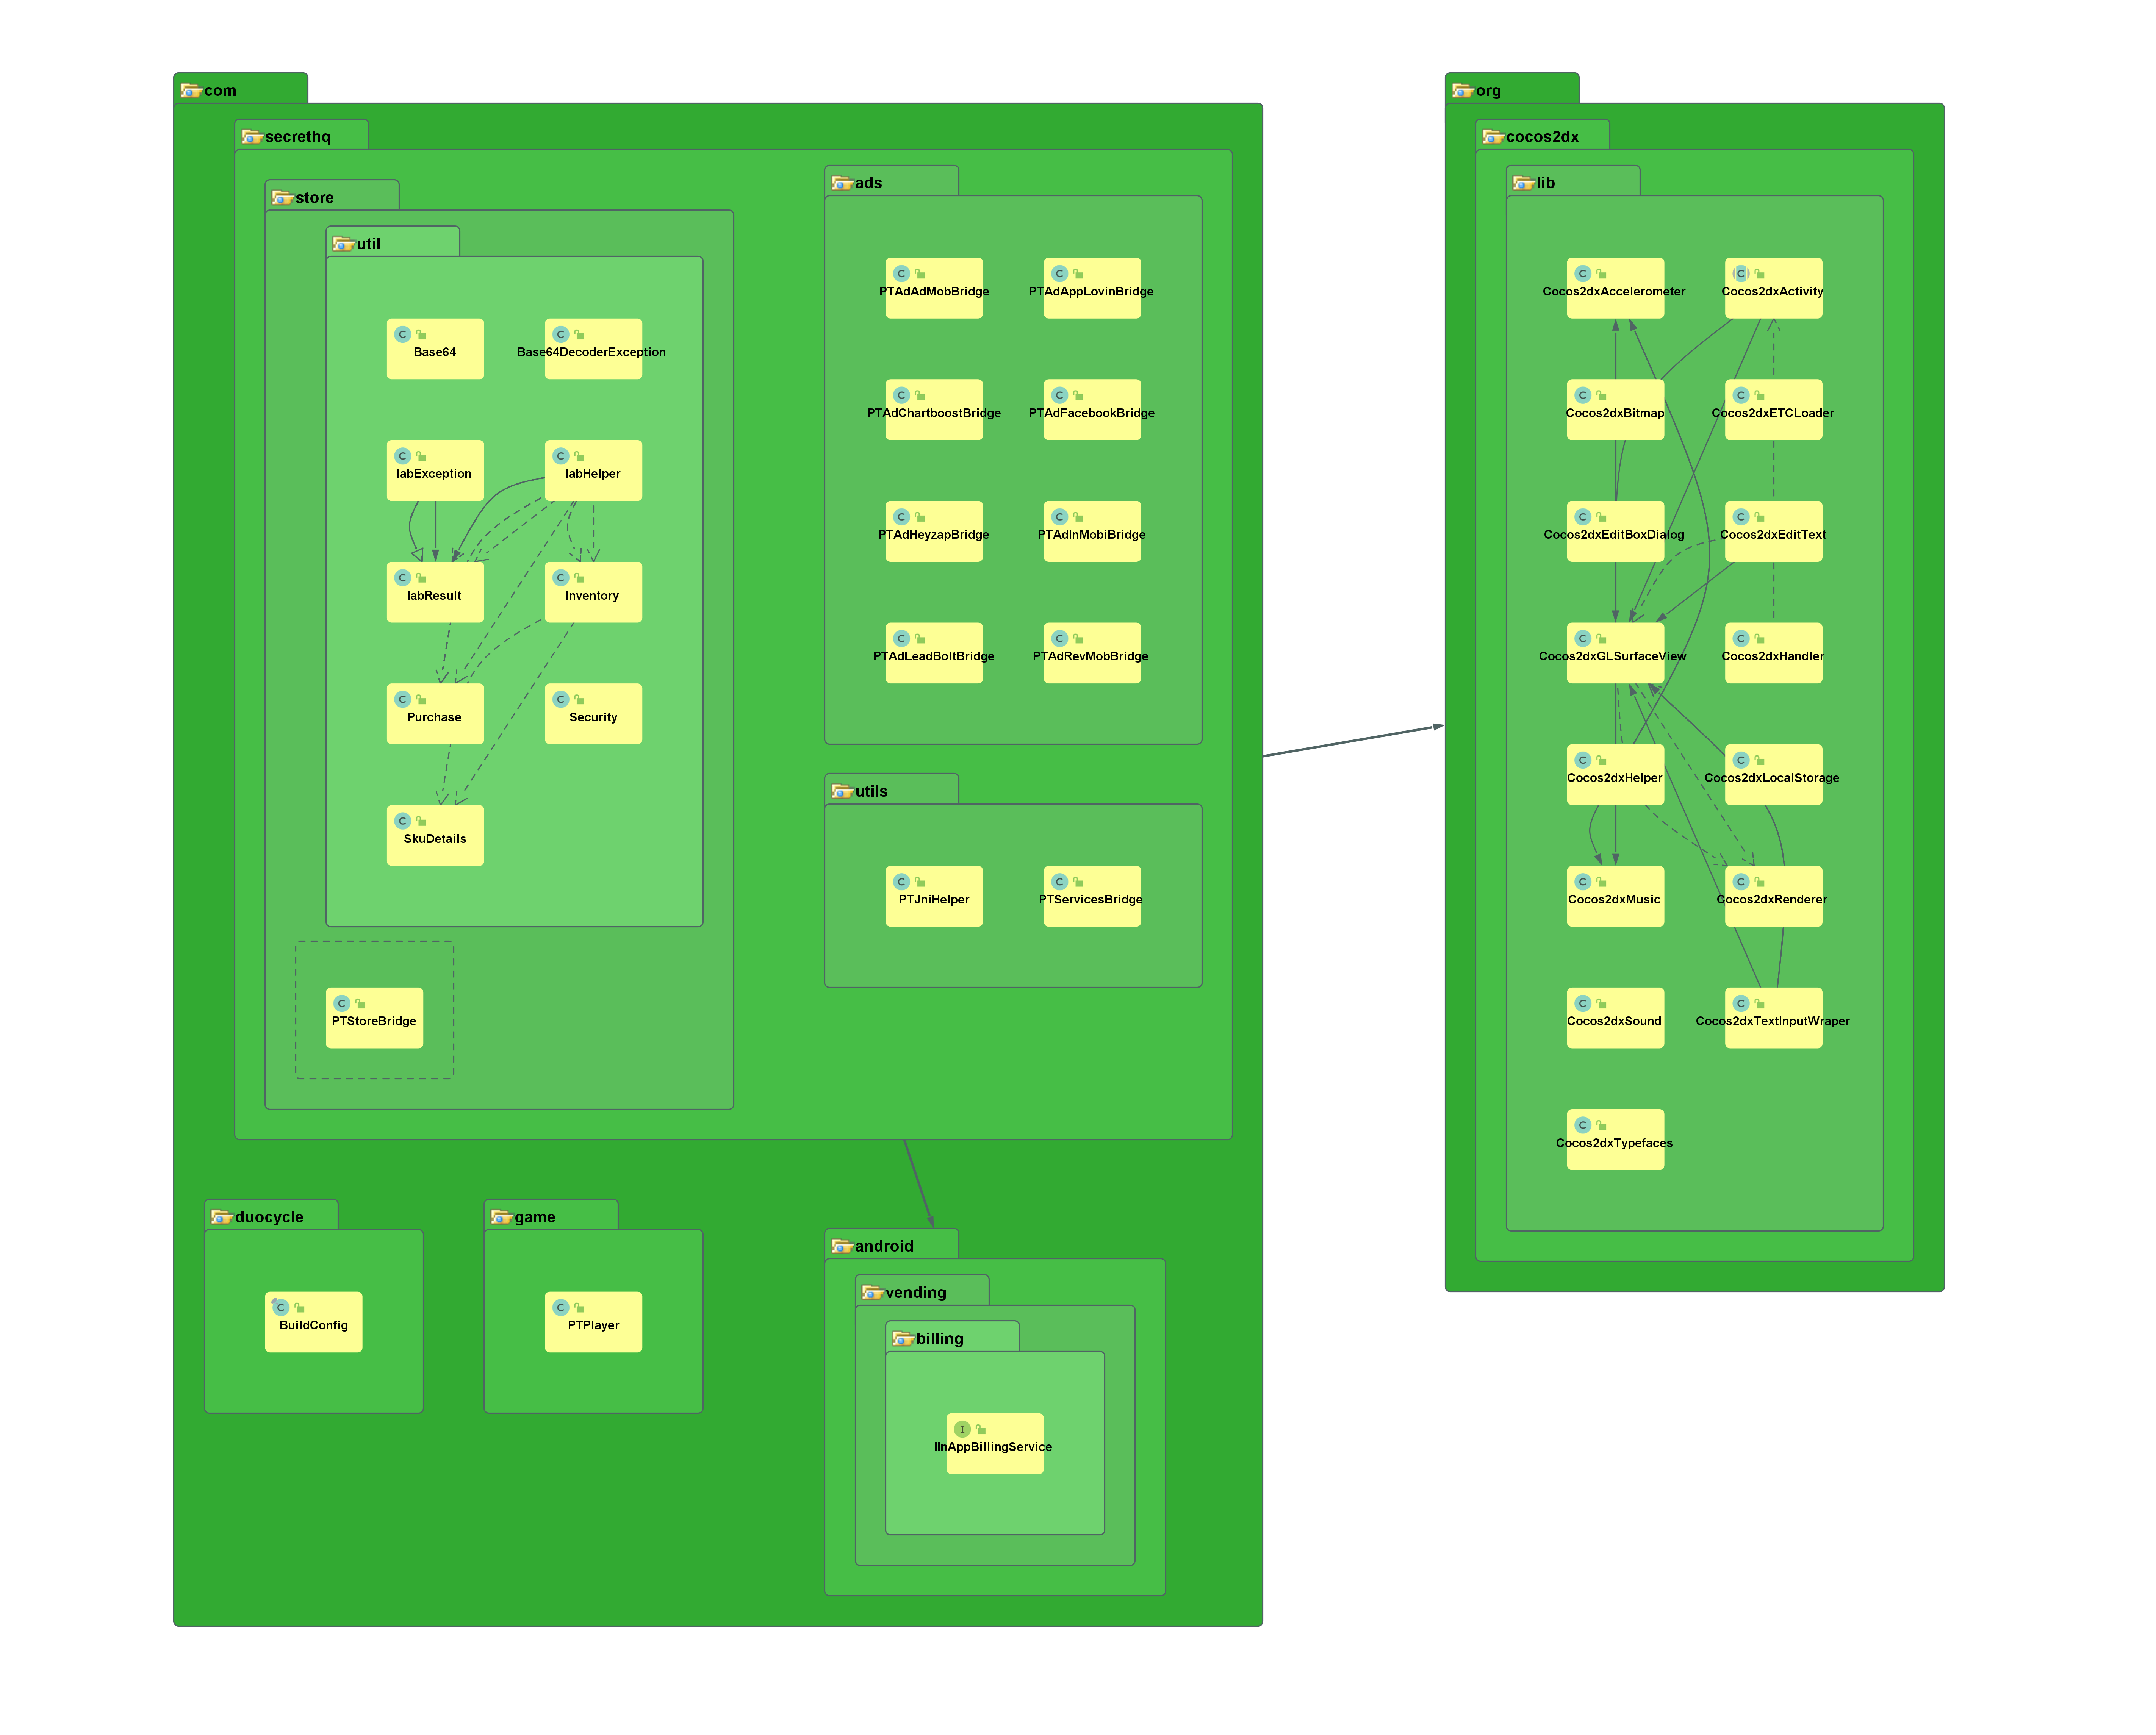 com
secrethq
store
util
C
Base64
C
Base64DecoderException
C
IabException
C
IabHelper
C
IabResult
C
Inventory
C
Purchase
C
Security
C
SkuDetails
C
PTStoreBridge
ads
C
PTAdAdMobBridge
C
PTAdAppLovinBridge
C
PTAdChartboostBridge
C
PTAdFacebookBridge
C
PTAdHeyzapBridge
C
PTAdInMobiBridge
C
PTAdLeadBoltBridge
C
PTAdRevMobBridge
utils
C
PTJniHelper
C
PTServicesBridge
duocycle
C
BuildConfig
game
C
PTPlayer
android
vending
billing
I
IInAppBillingService
org
cocos2dx
lib
C
Cocos2dxAccelerometer
C
Cocos2dxActivity
C
Cocos2dxBitmap
C
Cocos2dxETCLoader
C
Cocos2dxEditBoxDialog
C
Cocos2dxEditText
C
Cocos2dxGLSurfaceView
C
Cocos2dxHandler
C
Cocos2dxHelper
C
Cocos2dxLocalStorage
C
Cocos2dxMusic
C
Cocos2dxRenderer
C
Cocos2dxSound
C
Cocos2dxTextInputWraper
C
Cocos2dxTypefaces